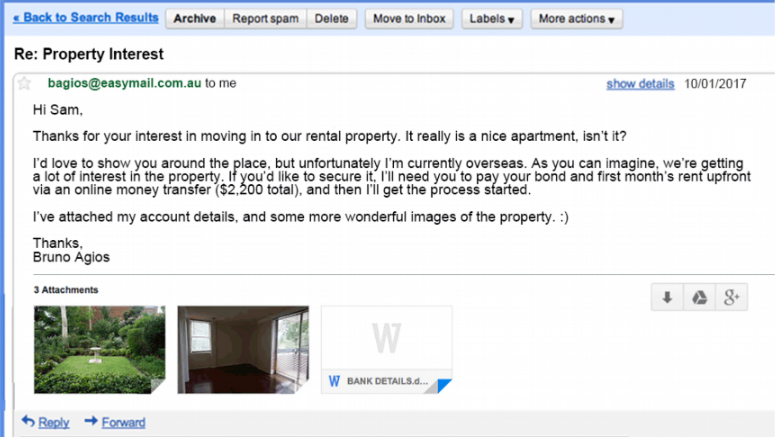 « Back to Search Results Archive Report spam Delete Move to Inbox Labels ▾ More actions ▾
Re: Property Interest
bagios@easymail.com.au to me show details 10/01/2017
Hi Sam,
Thanks for your interest in moving in to our rental property. It really is a nice apartment, isn't it?
I'd love to show you around the place, but unfortunately I'm currently overseas. As you can imagine, we're getting
a lot of interest in the property. If you'd like to secure it, I'll need you to pay your bond and first month's rent upfront
via an online money transfer ($2,200 total), and then I'll get the process started.
I've attached my account details, and some more wonderful images of the property. :)
Thanks,
Bruno Agios
3 Attachments
g+
W
W BANK DETAILS.d...
Reply Forward